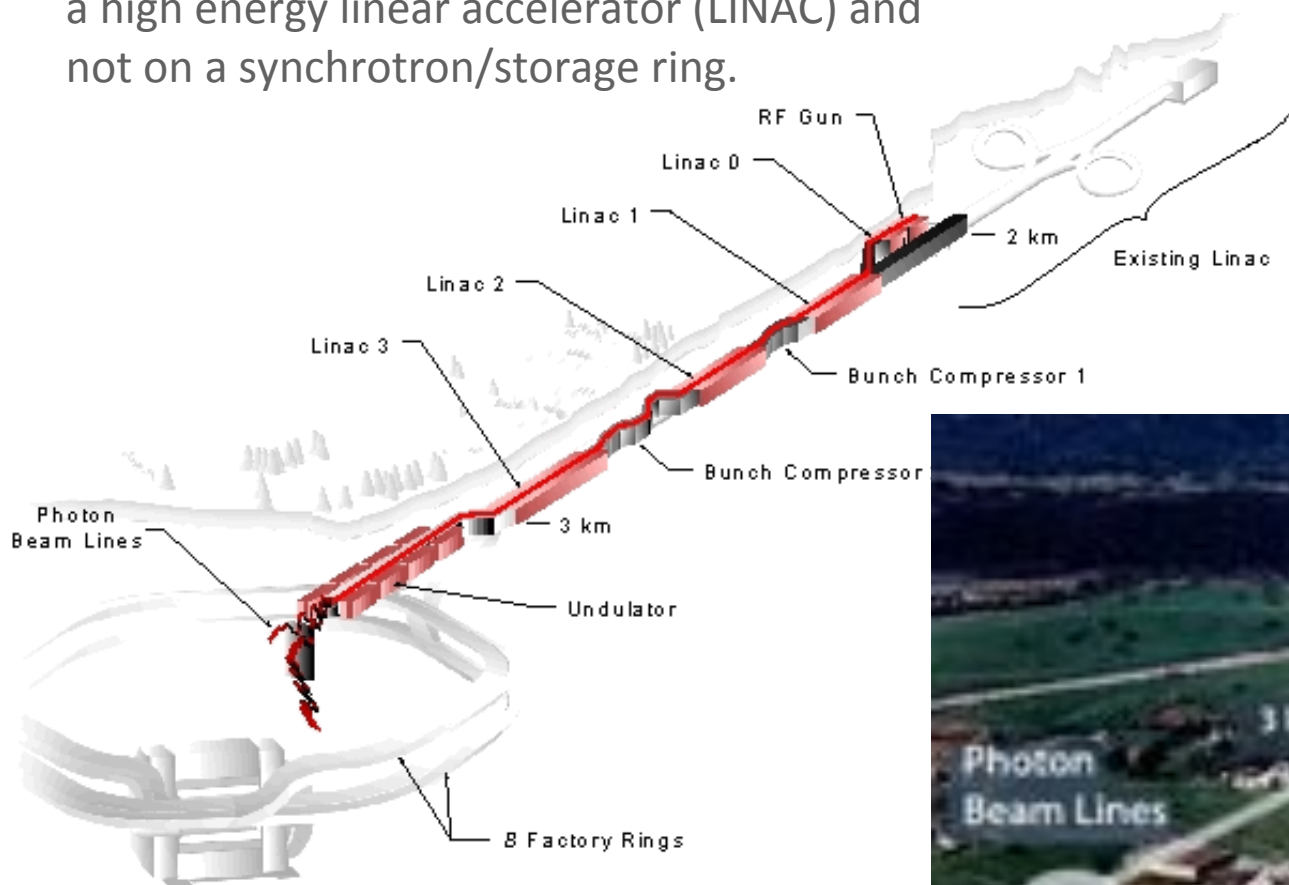 a high energy linear accelerator (LINAC) and
not on a synchrotron/storage ring.
RF Gun
Linac 0
Linac 1
2 km
Existing Linac
Linac 2
Linac 3
Bunch Compressor 1
Bunch Compressor
Photon
Beam Lines
3 km
Undulator
B Factory Rings
3
Photon
Beam Lines